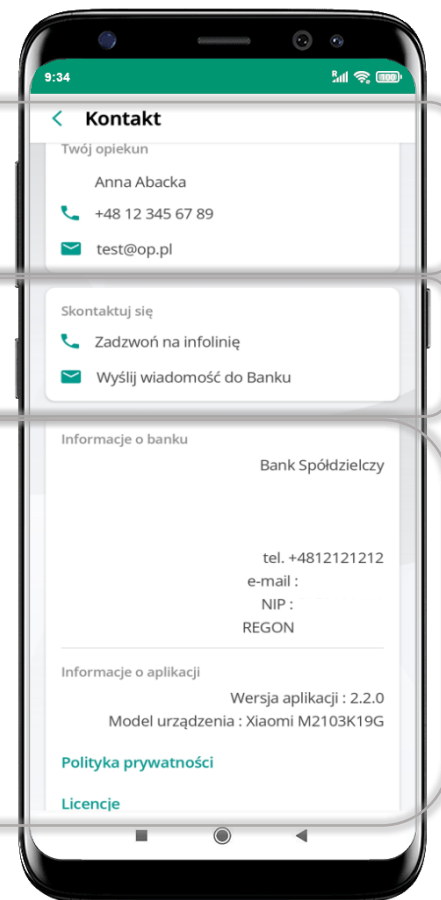 9:34
R
100
Kontakt
Twój opiekun
Anna Abacka
+48 12 345 67 89
test@op.pl
Skontaktuj się
Zadzwoń na infolinię
Wyślij wiadomość do Banku
Informacje o banku
Bank Spółdzielczy
tel. +4812121212
e-mail :
NIP :
REGON
Informacje o aplikacji
Wersja aplikacji : 2.2.0
Model urządzenia : Xiaomi M2103K19G
Polityka prywatności
Licencje